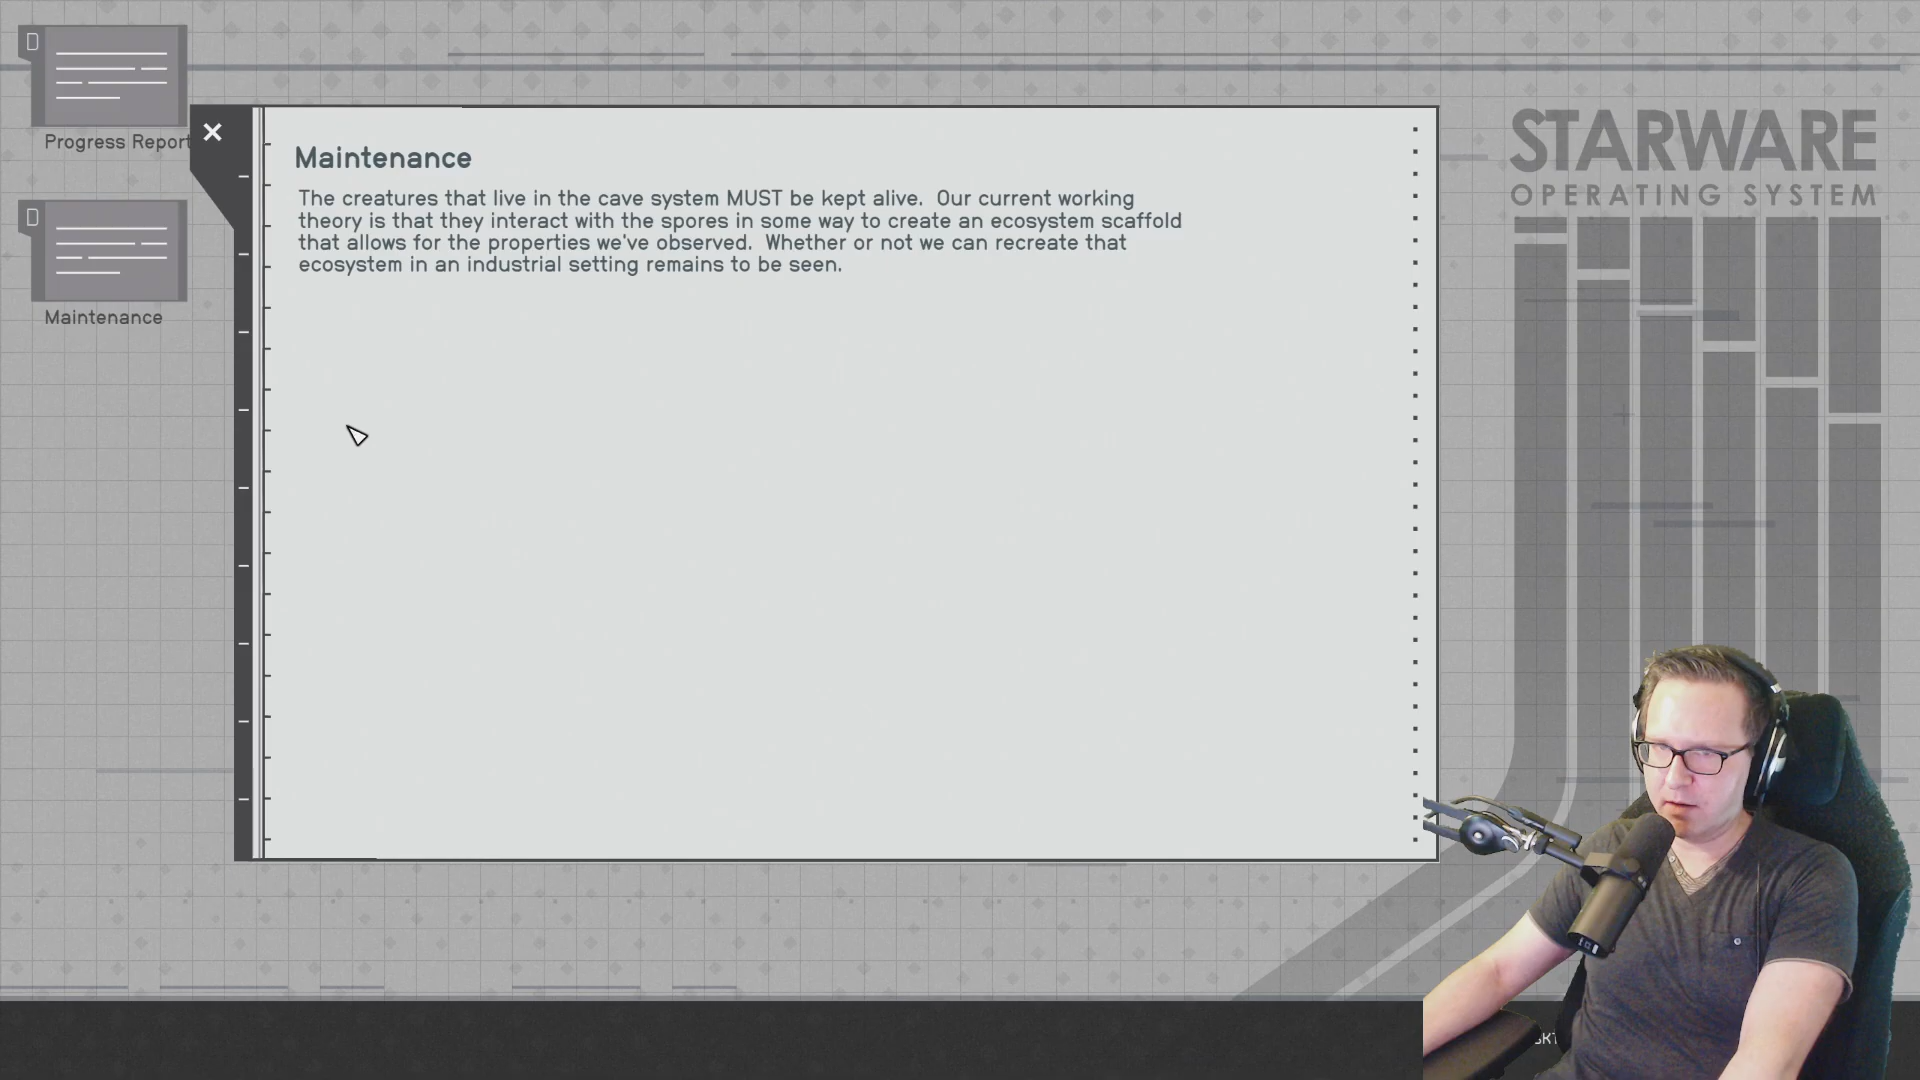 Progress Report
Maintenance
Maintenance
The creatures that live in the cave system MUST be kept alive.  Our current working
theory is that they interact with the spores in some way to create an ecosystem scaffold
that allows for the properties we've observed.  Whether or not we can recreate that
ecosystem in an industrial setting remains to be seen.
STARWARE
OPERATING SYSTEM